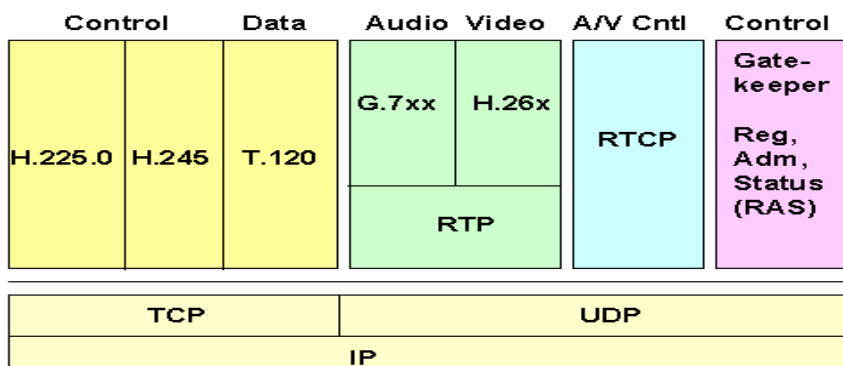 Control Data Audio Video A/V Cntl Control
H.225.0 H.245 T.120
G.7xx H.26x
RTP
RTCP
Gate-
keeper
Reg,
Adm,
Status
(RAS)
TCP UDP
IP